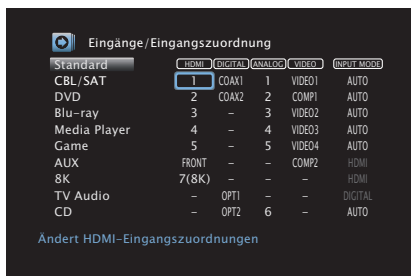 Eingänge/Eingangszuordnung
Standard HDMI DIGITAL ANALOG VIDEO INPUT MODE
CBL/SAT 1 COAX1 1 VIDEO1 AUTO
DVD 2 COAX2 2 COMP1 AUTO
Blu-ray 3 – 3 VIDEO2 AUTO
Media Player 4 – 4 VIDEO3 AUTO
Game 5 – 5 VIDEO4 AUTO
AUX FRONT – – COMP2 HDMI
8K 7(8K) – – – HDMI
TV Audio – OPT1 – – DIGITAL
CD – OPT2 6 – AUTO
Ändert HDMI-Eingangszuordnungen